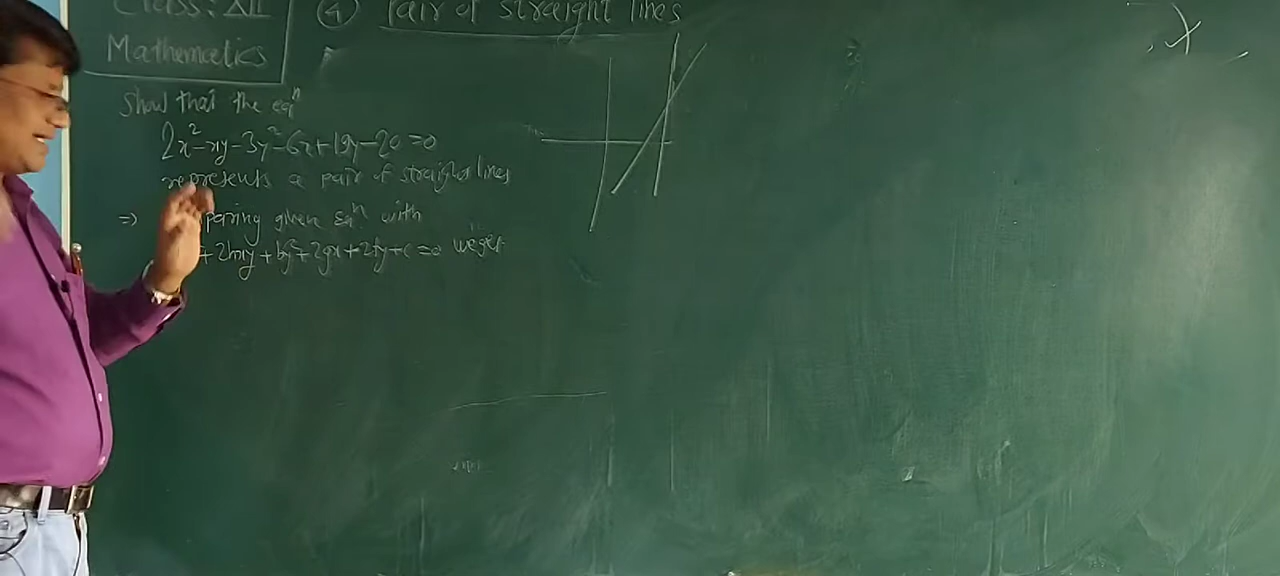 Class: XII
④ Pair of straight lines
Mathematics
Show that the eqⁿ
2x² - xy - 3y² - 6x + 19y - 20 = 0
represents a pair of straight lines
⇒ paring given Eqⁿ. with
+ 2hxy + by² + 2gx + 2fy + c = 0 we get